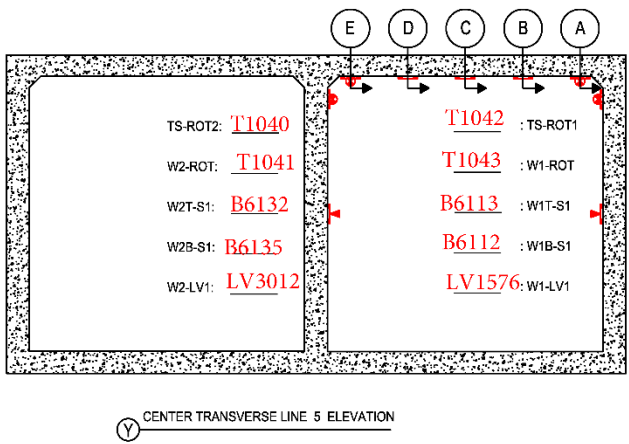 E D C B A
TS-ROT2: T1040
T1042 : TS-ROT1
W2-ROT: T1041
T1043 : W1-ROT
W2T-S1: B6132
B6113 : W1T-S1
W2B-S1: B6135
B6112 : W1B-S1
W2-LV1: LV3012
LV1576 : W1-LV1
Y CENTER TRANSVERSE LINE 5 ELEVATION